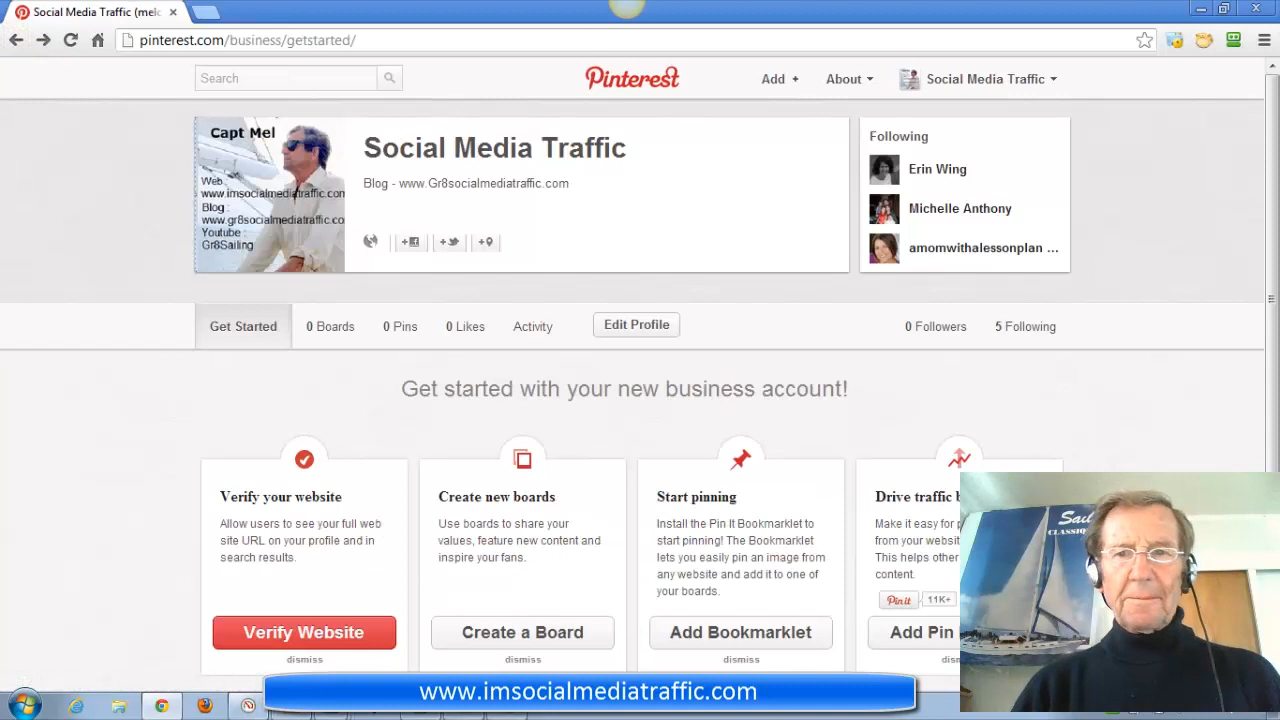 Social Media Traffic (melc
pinterest.com/business/getstarted/
Search
Pinterest
Add +
About
Social Media Traffic
Capt Mel
Web :
www.imsocialmediatraffic.com
Blog :
www.gr8socialmediatraffic.co
Youtube :
Gr8Sailing
Social Media Traffic
Blog - www.Gr8socialmediatraffic.com
Following
Erin Wing
Michelle Anthony
amomwithalessonplan ...
Get Started
0 Boards
0 Pins
0 Likes
Activity
Edit Profile
0 Followers
5 Following
Get started with your new business account!
Verify your website
Allow users to see your full web
site URL on your profile and in
search results.
Verify Website
dismiss
Create new boards
Use boards to share your
values, feature new content and
inspire your fans.
Create a Board
dismiss
Start pinning
Install the Pin It Bookmarklet to
start pinning! The Bookmarklet
lets you easily pin an image from
any website and add it to one of
your boards.
Add Bookmarklet
dismiss
Drive traffic b
Make it easy for p
from your website
This helps other
content.
Pin it
11K+
Add Pin
dism
Sail
CLASSIC
www.imsocialmediatraffic.com